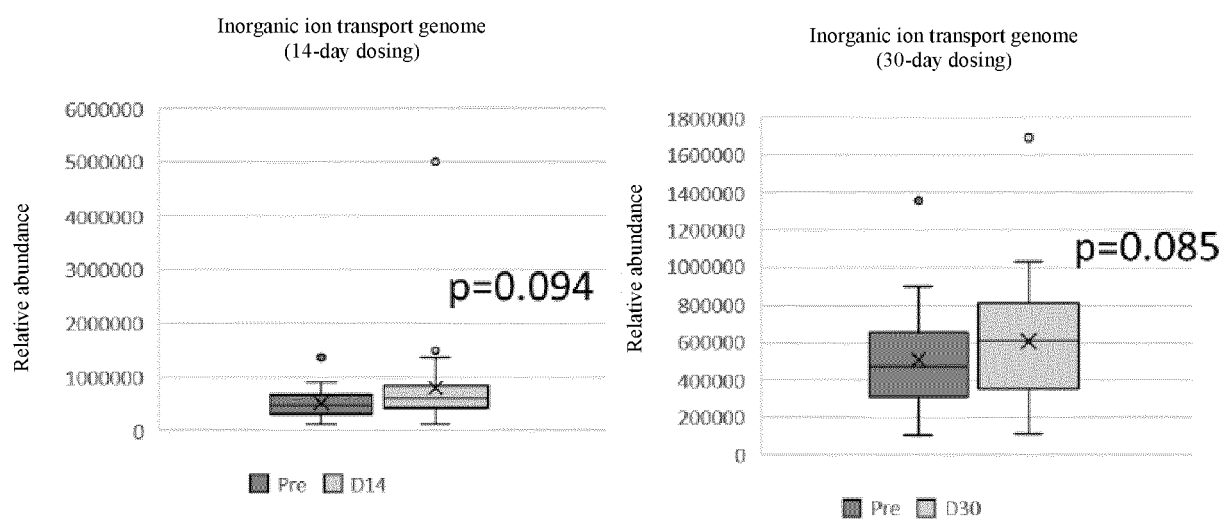 Inorganic ion transport genome
(14-day dosing)
Relative abundance
6000000
5000000
4000000
3000000
2000000
1000000
0
p=0.094
Pre D14
Inorganic ion transport genome
(30-day dosing)
Relative abundance
1800000
1600000
1400000
1200000
1000000
800000
600000
400000
200000
0
p=0.085
Pre D30